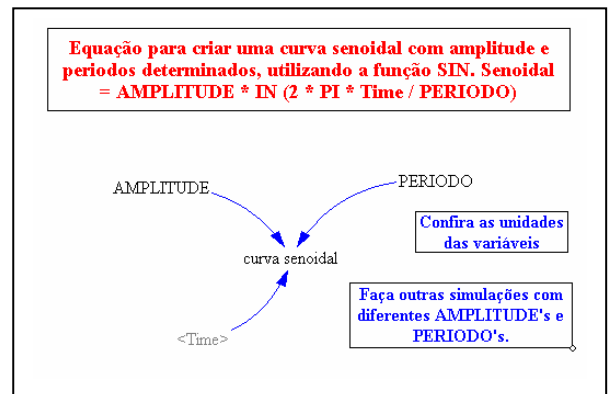 Equação para criar uma curva senoidal com amplitude e
periodos determinados, utilizando a função SIN. Senoidal
= AMPLITUDE * IN (2 * PI * Time / PERIODO)
AMPLITUDE
PERIODO
Confira as unidades
das variáveis
curva senoidal
Faça outras simulações com
diferentes AMPLITUDE's e
PERIODO's.
<Time>